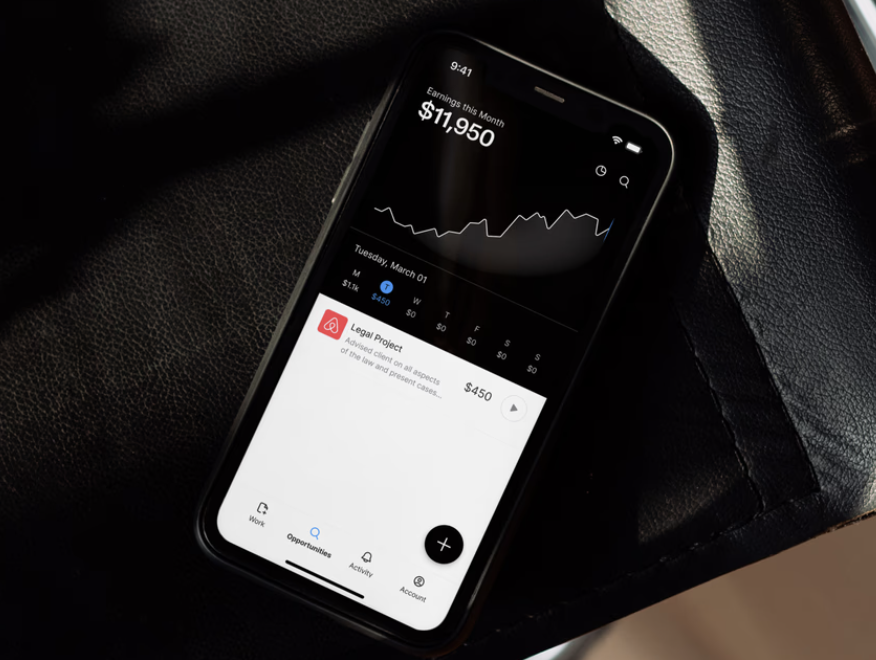 9:41
Earnings this Month
$11,950
Tuesday, March 01
M T W T F S S
$1.1k $450 $0 $0 $0 $0 $0
Legal Project
Advised client on all aspects
of the law and present cases...
$450
Work
Opportunities
Activity
Account